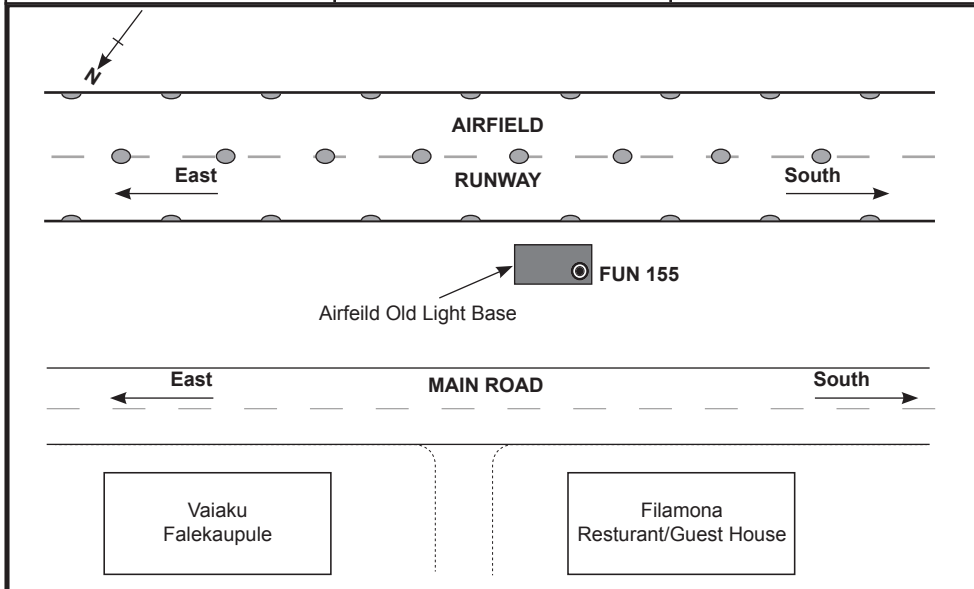 N
AIRFIELD
East
RUNWAY
South
FUN 155
Airfeild Old Light Base
East
MAIN ROAD
South
Vaiaku
Falekaupule
Filamona
Resturant/Guest House